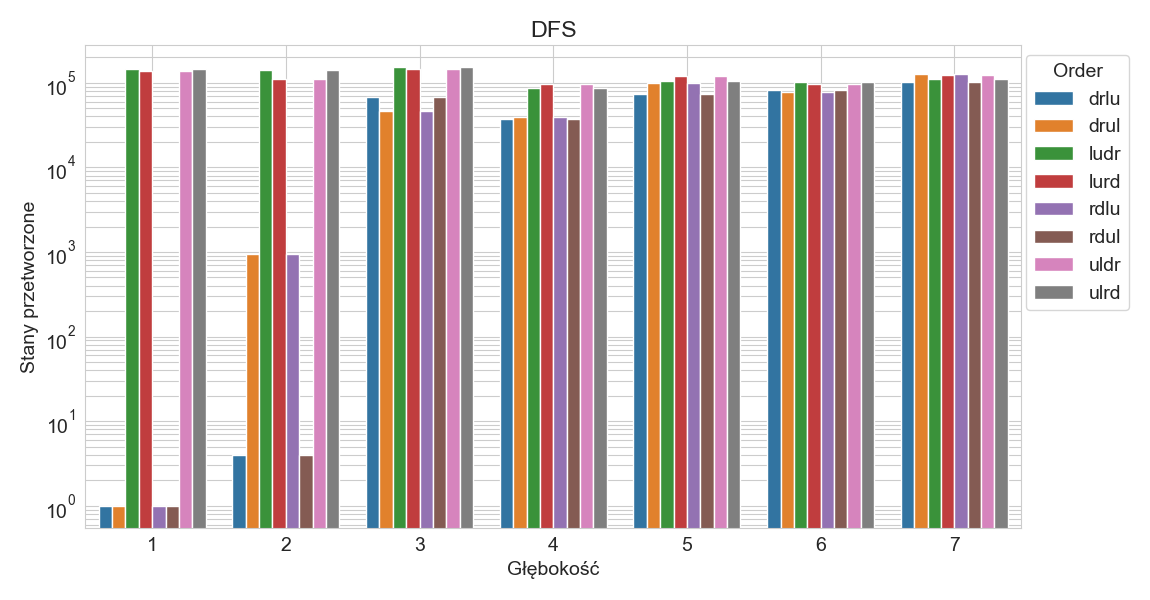 DFS
Stany przetworzone
10^5
10^4
10^3
10^2
10^1
10^0
1 2 3 4 5 6 7
Głębokość
Order
drlu
drul
ludr
lurd
rdlu
rdul
uldr
ulrd